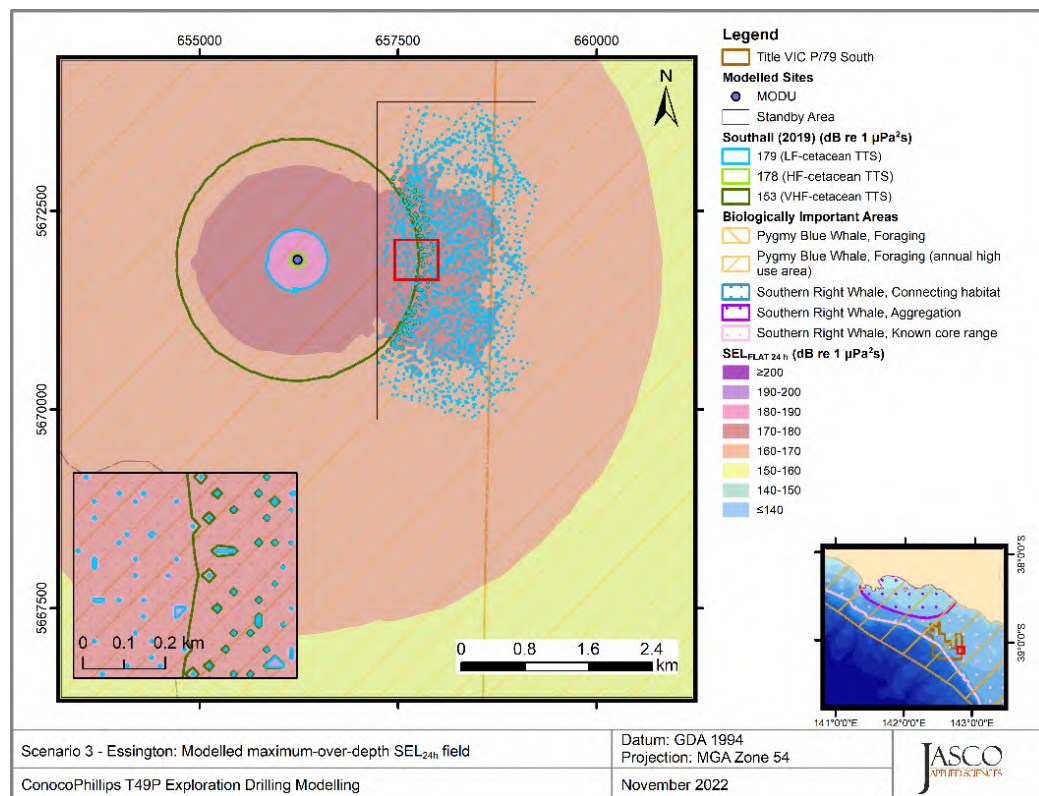 655000
657500
660000
5672500
5670000
5667500
N
0 0.1 0.2 km
0 0.8 1.6 2.4
km
Legend
Title VIC P/79 South
Modelled Sites
MODU
Standby Area
Southall (2019) (dB re 1 µPa²s)
179 (LF-cetacean TTS)
178 (HF-cetacean TTS)
153 (VHF-cetacean TTS)
Biologically Important Areas
Pygmy Blue Whale, Foraging
Pygmy Blue Whale, Foraging (annual high
use area)
Southern Right Whale, Connecting habitat
Southern Right Whale, Aggregation
Southern Right Whale, Known core range
SELFLAT 24 h (dB re 1 µPa²s)
≥200
190-200
180-190
170-180
160-170
150-160
140-150
≤140
38°0'0"S
39°0'0"S
141°0'0"E 142°0'0"E 143°0'0"E
Scenario 3 - Essington: Modelled maximum-over-depth SEL24h field
ConocoPhillips T49P Exploration Drilling Modelling
Datum: GDA 1994
Projection: MGA Zone 54
November 2022
JASCO
APPLIED SCIENCES